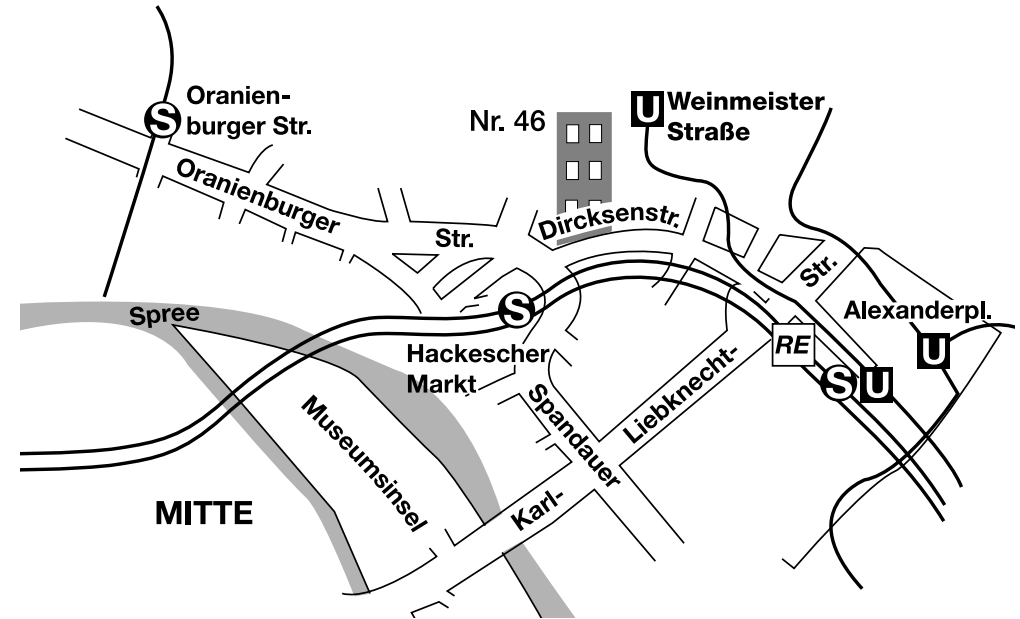 S
Oranien-
burger Str.
Nr. 46
U
Weinmeister
Straße
Oranienburger
Str.
Dircksenstr.
Str.
Spree
S
Hackescher
Markt
Alexanderpl.
RE
U
S
U
Liebknecht-
Spandauer
Museumsinsel
Karl-
MITTE